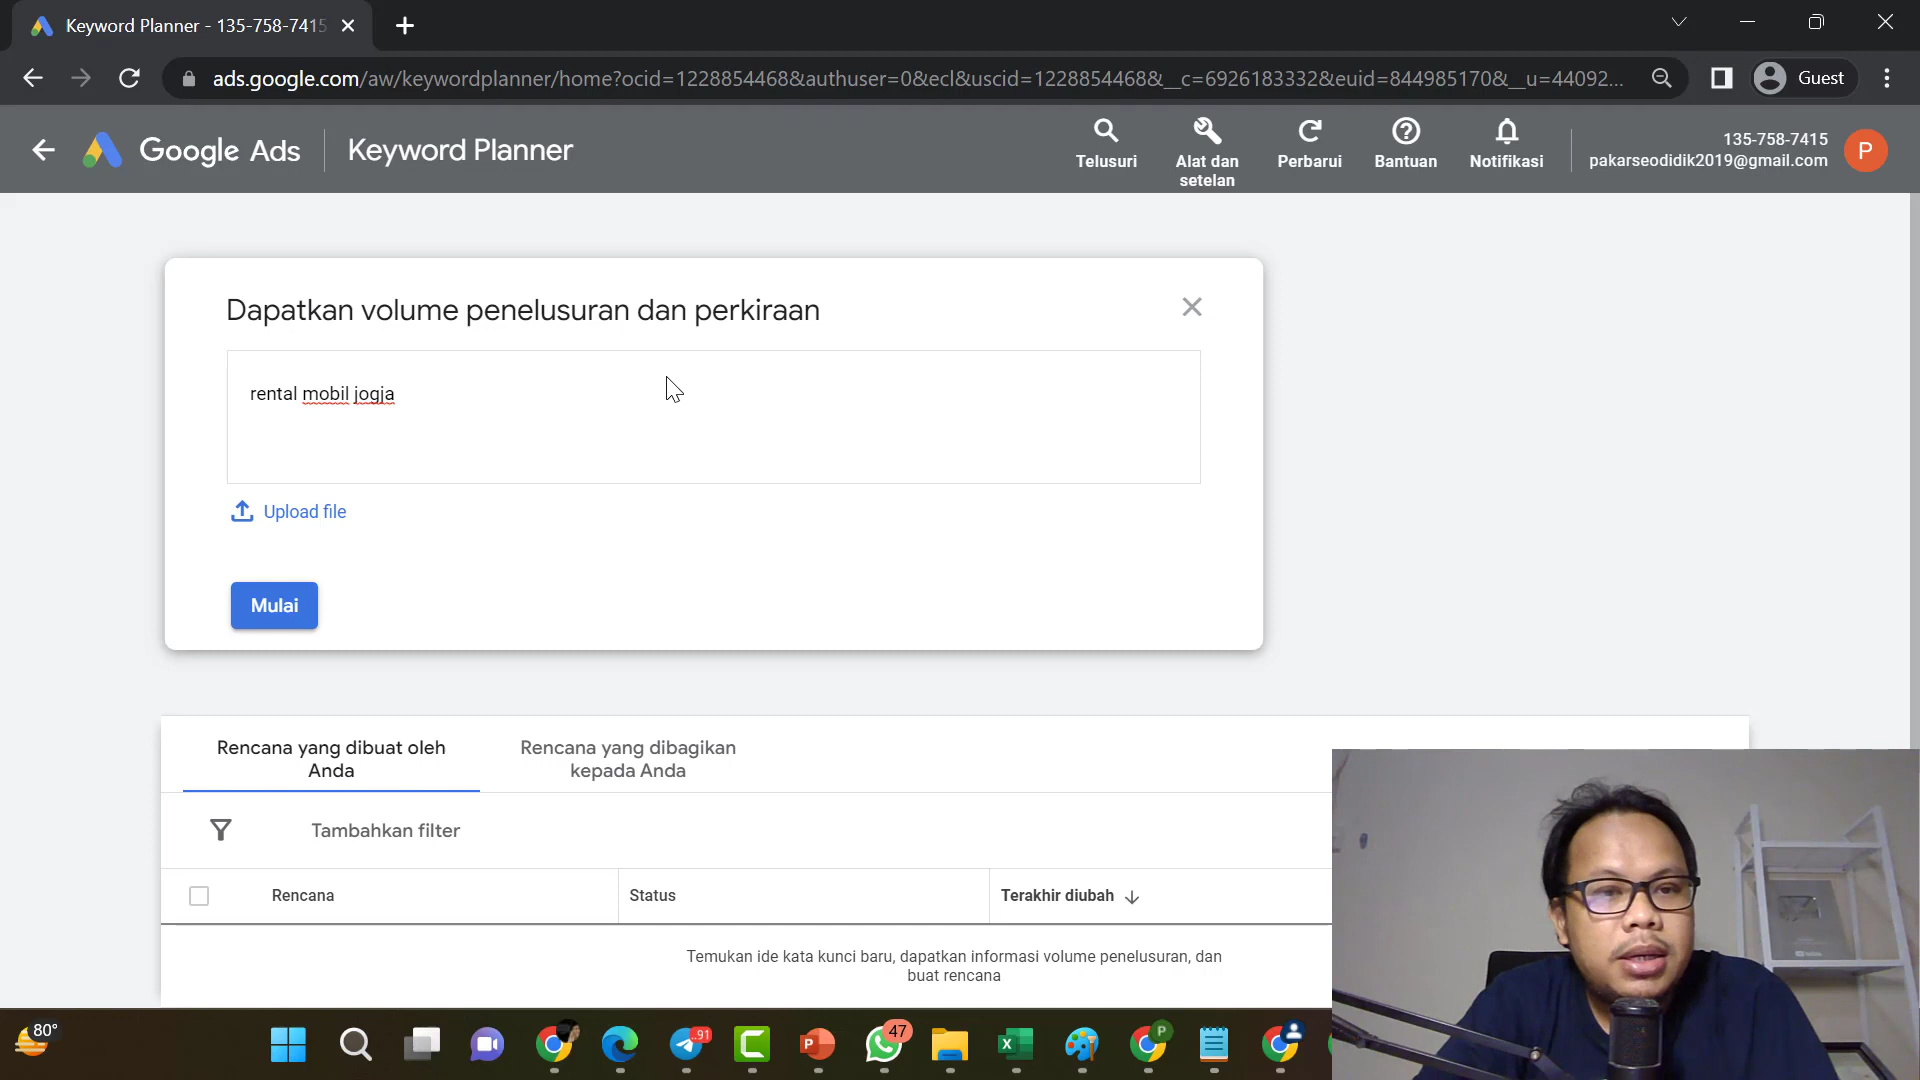 Keyword Planner - 135-758-7415
ads.google.com/aw/keywordplanner/home?ocid=1228854468&authuser=0&ecl&uscid=1228854468&__c=6926183332&euid=844985170&__u=44092...
Guest
Google Ads
Keyword Planner
Telusuri
Alat dan
setelan
Perbarui
Bantuan
Notifikasi
135-758-7415
pakarseodidik2019@gmail.com
P
Dapatkan volume penelusuran dan perkiraan
rental mobil jogja
Upload file
Mulai
Rencana yang dibuat oleh
Anda
Rencana yang dibagikan
kepada Anda
Tambahkan filter
Rencana
Status
Terakhir diubah
Temukan ide kata kunci baru, dapatkan informasi volume penelusuran, dan
buat rencana
80°
91
P
47
X
P